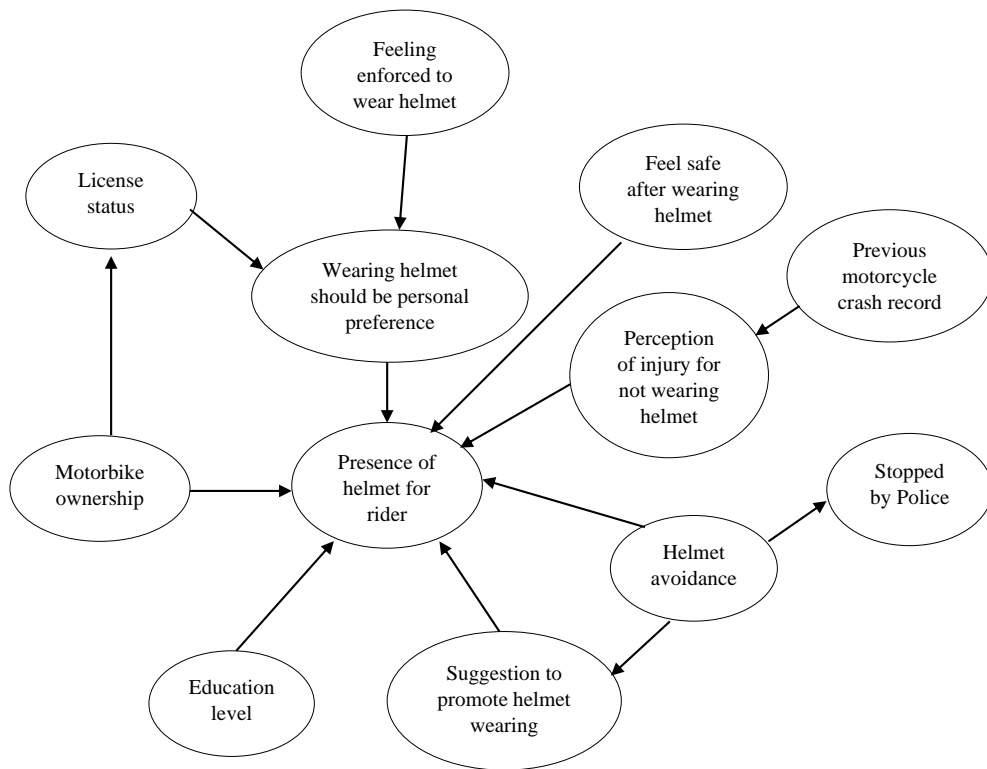 Feeling
enforced to
wear helmet
License
status
Feel safe
after wearing
helmet
Wearing helmet
should be personal
preference
Previous
motorcycle
crash record
Perception
of injury for
not wearing
helmet
Motorbike
ownership
Presence of
helmet for
rider
Stopped
by Police
Helmet
avoidance
Education
level
Suggestion to
promote helmet
wearing